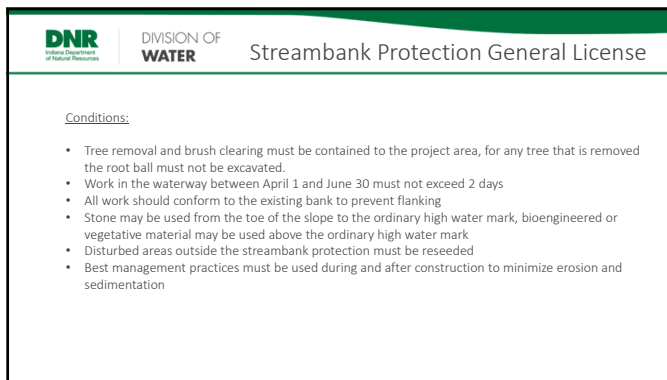 DNR
Indiana Department
of Natural Resources
DIVISION OF
WATER
Streambank Protection General License
Conditions:
• Tree removal and brush clearing must be contained to the project area, for any tree that is removed
the root ball must not be excavated.
• Work in the waterway between April 1 and June 30 must not exceed 2 days
• All work should conform to the existing bank to prevent flanking
• Stone may be used from the toe of the slope to the ordinary high water mark, bioengineered or
vegetative material may be used above the ordinary high water mark
• Disturbed areas outside the streambank protection must be reseeded
• Best management practices must be used during and after construction to minimize erosion and
sedimentation